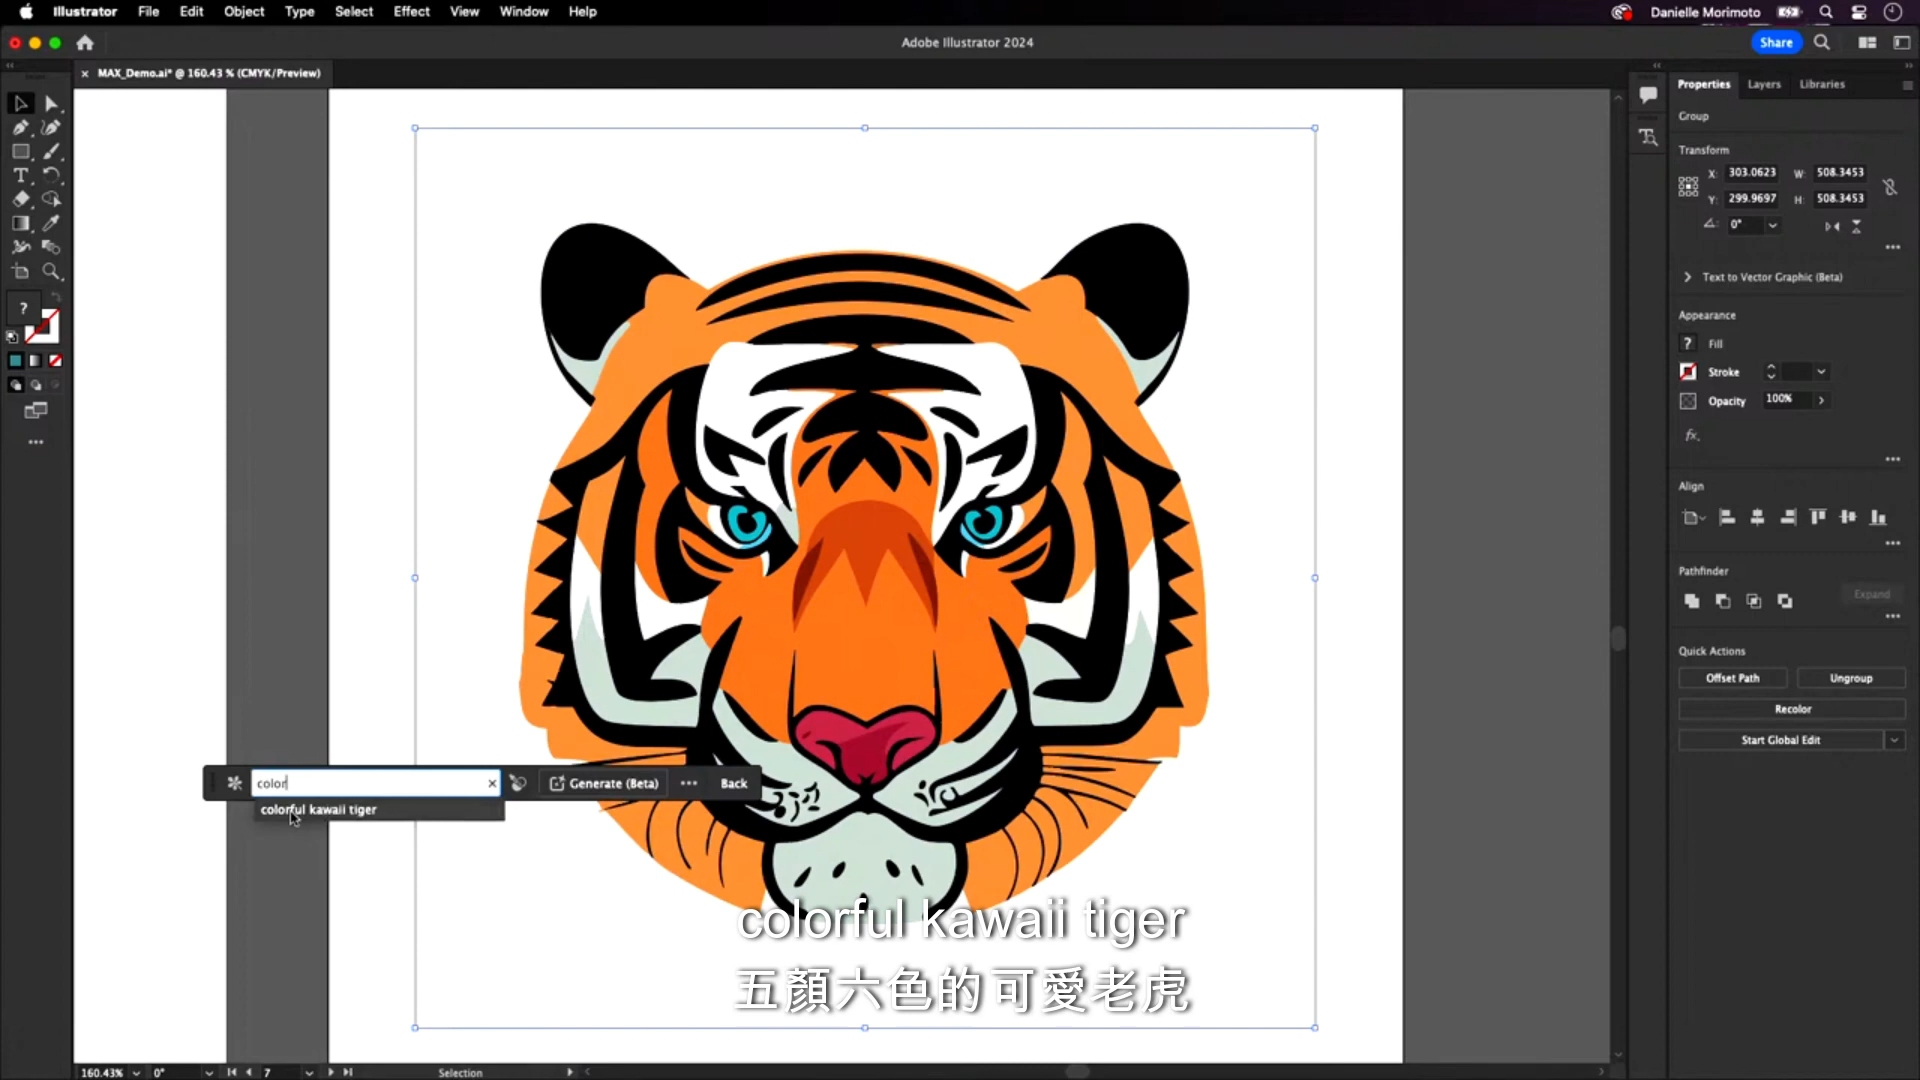 Illustrator File Edit Object Type Select Effect View Window Help
Danielle Morimoto
Adobe Illustrator 2024
Share
MAX_Demo.ai* @ 160.43 % (CMYK/Preview)
Properties Layers Libraries
Group
Transform
X: 303.0623 W: 508.3453
Y: 299.9697 H: 508.3453
0°
Text to Vector Graphic (Beta)
Appearance
? Fill
Stroke
Opacity 100%
fx.
Align
Pathfinder
Expand
Quick Actions
Offset Path Ungroup
Recolor
Start Global Edit
color
Generate (Beta)
Back
colorful kawaii tiger
colorful kawaii tiger
五顏六色的可愛老虎
160.43% 0° 7 Selection